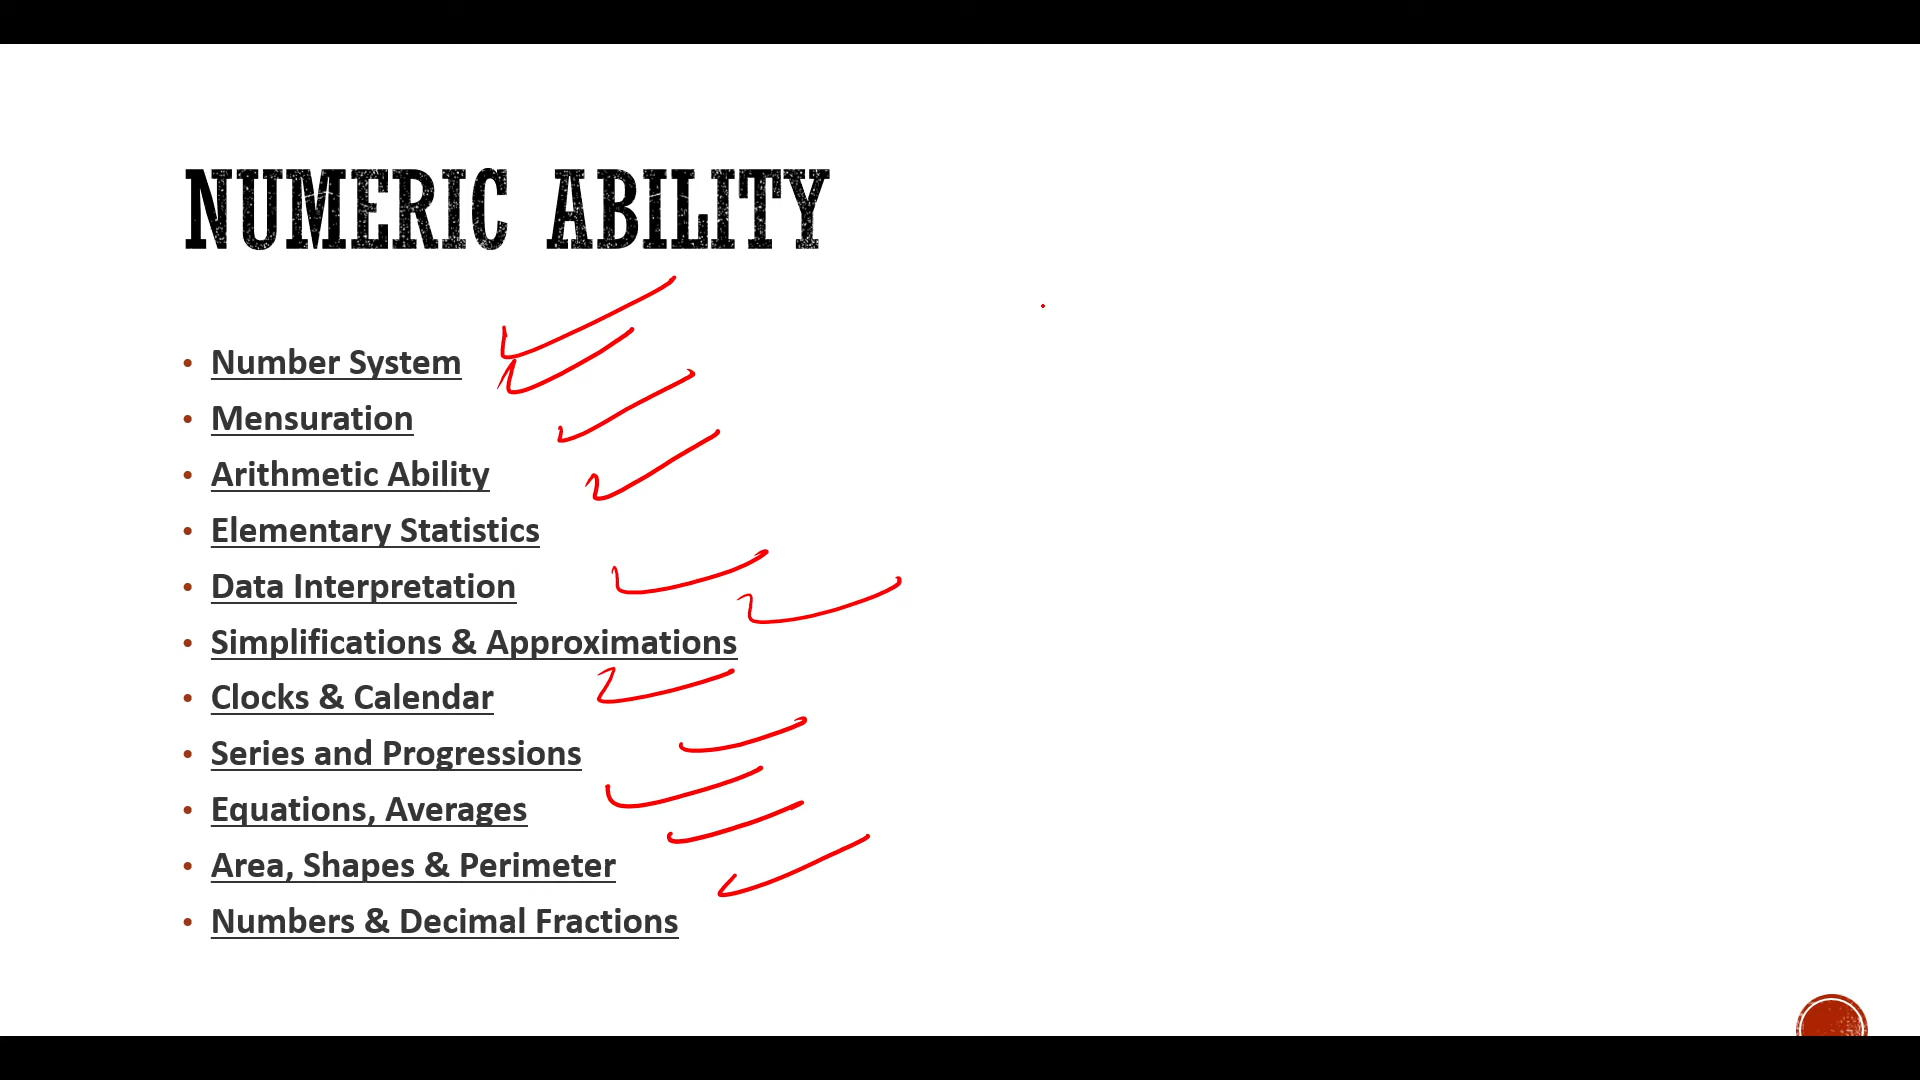 NUMERIC ABILITY
• Number System
• Mensuration
• Arithmetic Ability
• Elementary Statistics
• Data Interpretation
• Simplifications & Approximations
• Clocks & Calendar
• Series and Progressions
• Equations, Averages
• Area, Shapes & Perimeter
• Numbers & Decimal Fractions